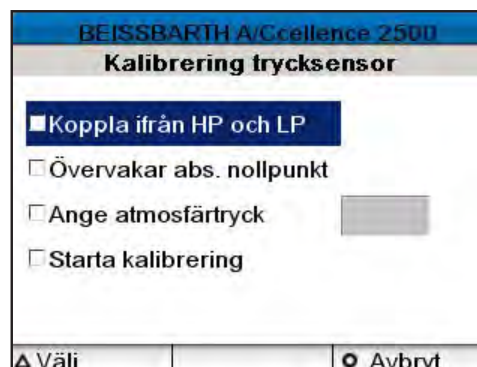 BEISSBARTH A/Ccellence 2500
Kalibrering trycksensor
Koppla ifrån HP och LP
Övervakar abs. nollpunkt
Ange atmosfärtryck
Starta kalibrering
Välj Avbryt